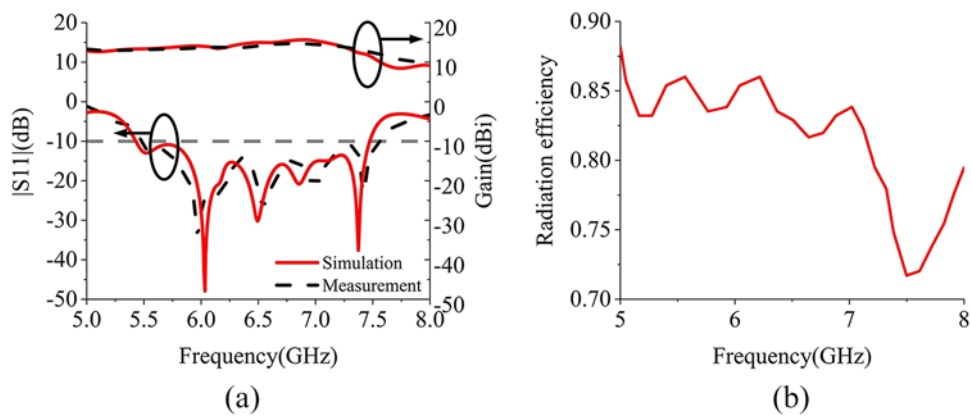 20
10
0
-10
-20
-30
-40
-50
|S11|(dB)
20
10
0
-10
-20
-30
-40
-50
Gain(dBi)
Simulation
Measurement
5.0 5.5 6.0 6.5 7.0 7.5 8.0
Frequency(GHz)
(a)
0.90
0.85
0.80
0.75
0.70
Radiation efficiency
5 6 7 8
Frequency(GHz)
(b)